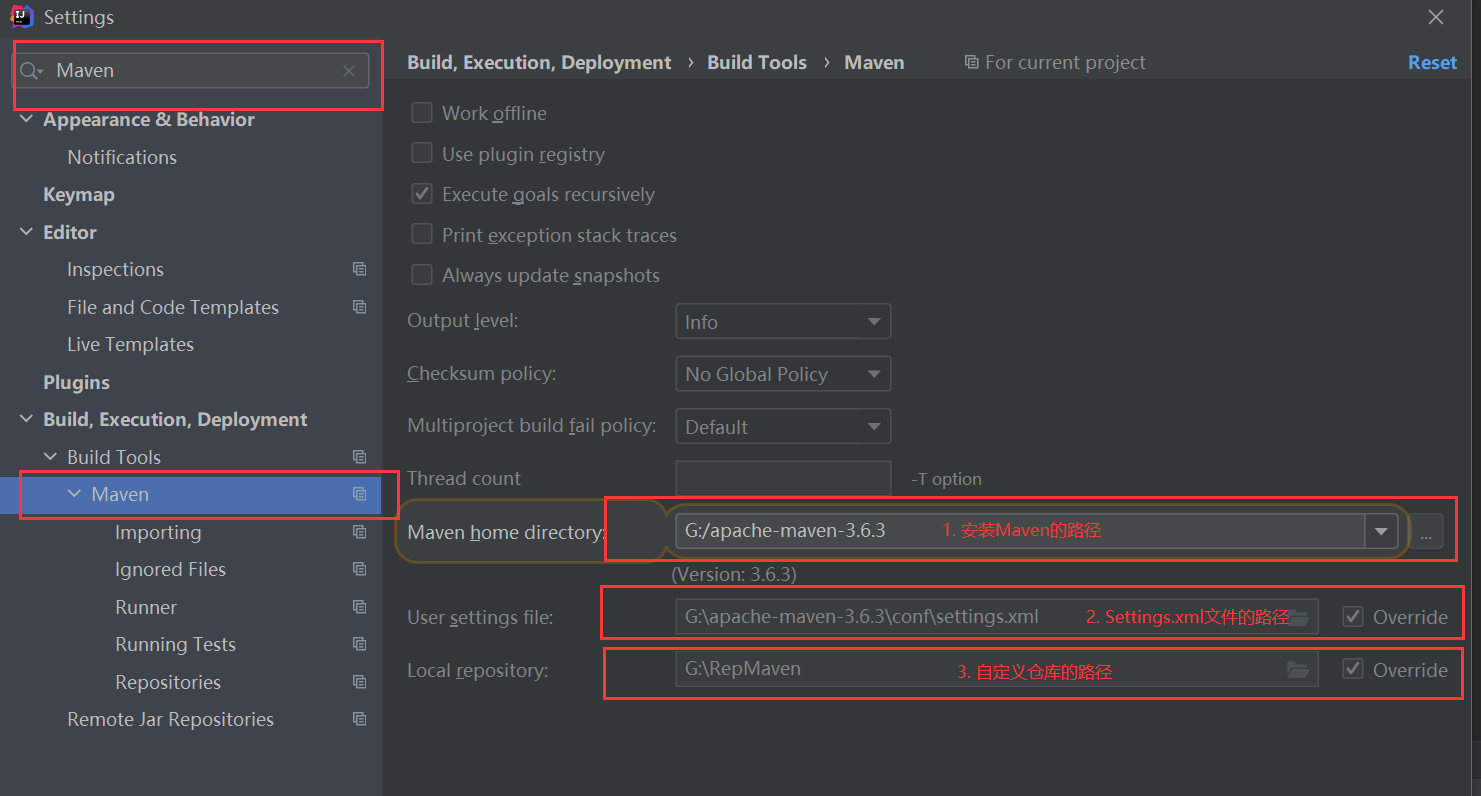 Settings
Maven
Appearance & Behavior
Notifications
Keymap
Editor
Inspections
File and Code Templates
Live Templates
Plugins
Build, Execution, Deployment
Build Tools
Maven
Importing
Ignored Files
Runner
Running Tests
Repositories
Remote Jar Repositories
Build, Execution, Deployment › Build Tools › Maven For current project Reset
Work offline
Use plugin registry
Execute goals recursively
Print exception stack traces
Always update snapshots
Output level: Info
Checksum policy: No Global Policy
Multiproject build fail policy: Default
Thread count -T option
Maven home directory: G:/apache-maven-3.6.3 1. 安装Maven的路径 ...
(Version: 3.6.3)
User settings file: G:\apache-maven-3.6.3\conf\settings.xml 2. Settings.xml文件的路径 Override
Local repository: G:\RepMaven 3. 自定义仓库的路径 Override